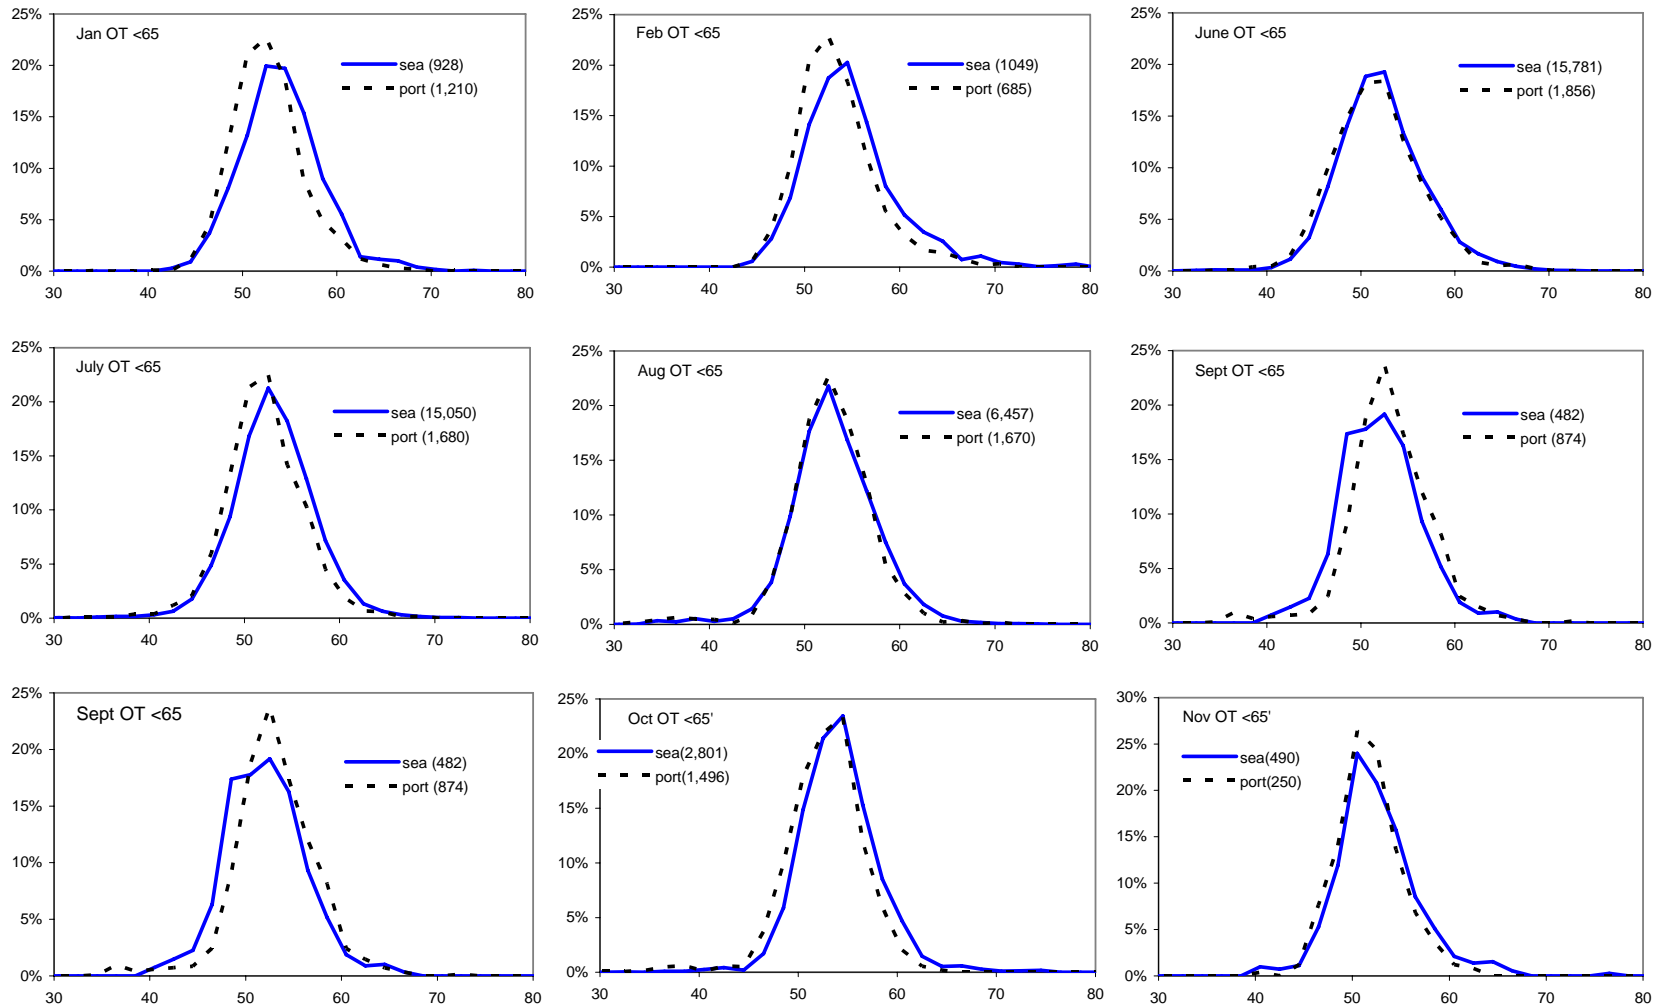 Jan OT <65
sea (928)
port (1,210)
25%
20%
15%
10%
5%
0%
30 40 50 60 70 80
Feb OT <65
sea (1049)
port (685)
25%
20%
15%
10%
5%
0%
30 40 50 60 70 80
June OT <65
sea (15,781)
port (1,856)
25%
20%
15%
10%
5%
0%
30 40 50 60 70 80
July OT <65
sea (15,050)
port (1,680)
25%
20%
15%
10%
5%
0%
30 40 50 60 70 80
Aug OT <65
sea (6,457)
port (1,670)
25%
20%
15%
10%
5%
0%
30 40 50 60 70 80
Sept OT <65
sea (482)
port (874)
25%
20%
15%
10%
5%
0%
30 40 50 60 70 80
Sept OT <65
sea (482)
port (874)
25%
20%
15%
10%
5%
0%
30 40 50 60 70 80
Oct OT <65'
sea(2,801)
port(1,496)
25%
20%
15%
10%
5%
0%
30 40 50 60 70 80
Nov OT <65'
sea(490)
port(250)
30%
25%
20%
15%
10%
5%
0%
30 40 50 60 70 80